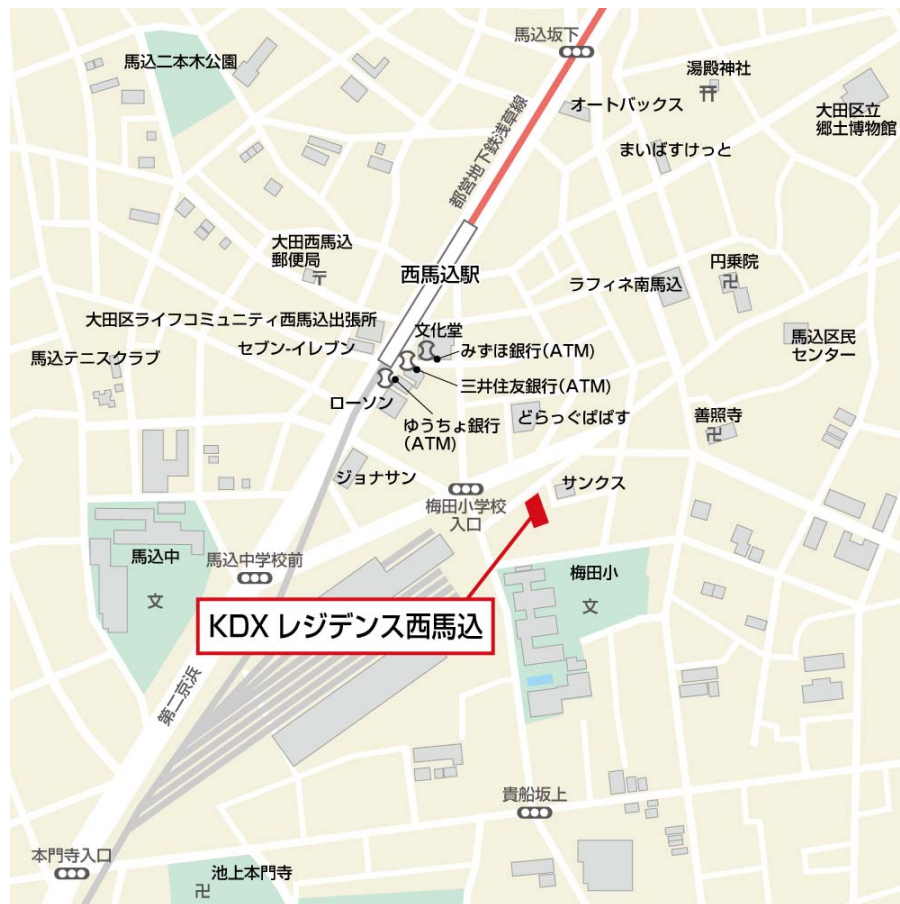 馬込坂下
馬込二本木公園
湯殿神社
オートバックス
大田区立
郷土博物館
まいばすけっと
都営地下鉄浅草線
大田西馬込
郵便局
〒
西馬込駅
円乗院
卍
ラフィネ南馬込
大田区ライフコミュニティ西馬込出張所
文化堂
馬込区民
センター
セブン-イレブン
みずほ銀行(ATM)
馬込テニスクラブ
三井住友銀行(ATM)
ローソン
ゆうちょ銀行
(ATM)
どらっぐぱぱす
善照寺
卍
ジョナサン
サンクス
梅田小学校
入口
馬込中
文
馬込中学校前
梅田小
文
KDX レジデンス西馬込
第二京浜
貴船坂上
本門寺入口
池上本門寺
卍